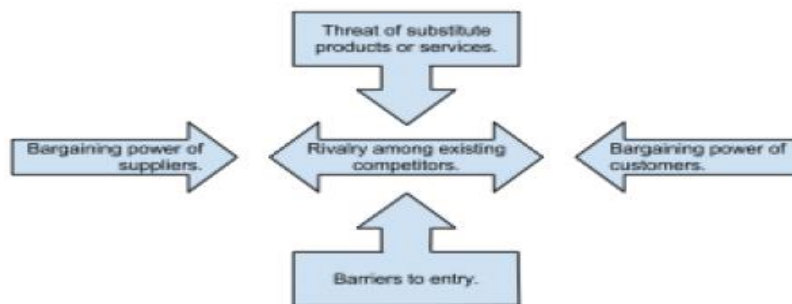 Threat of substitute
products or services.
Bargaining power of
suppliers.
Rivalry among existing
competitors.
Bargaining power of
customers.
Barriers to entry.